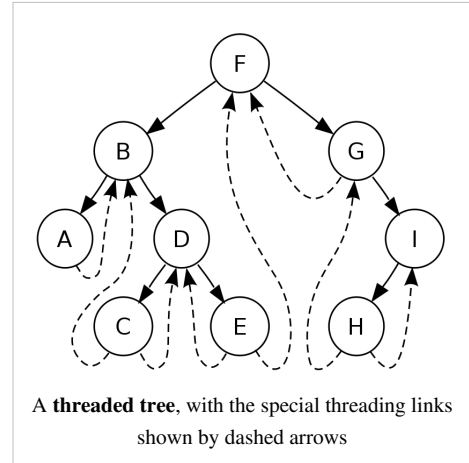 F
B G
A D I
C E H
A threaded tree, with the special threading links
shown by dashed arrows